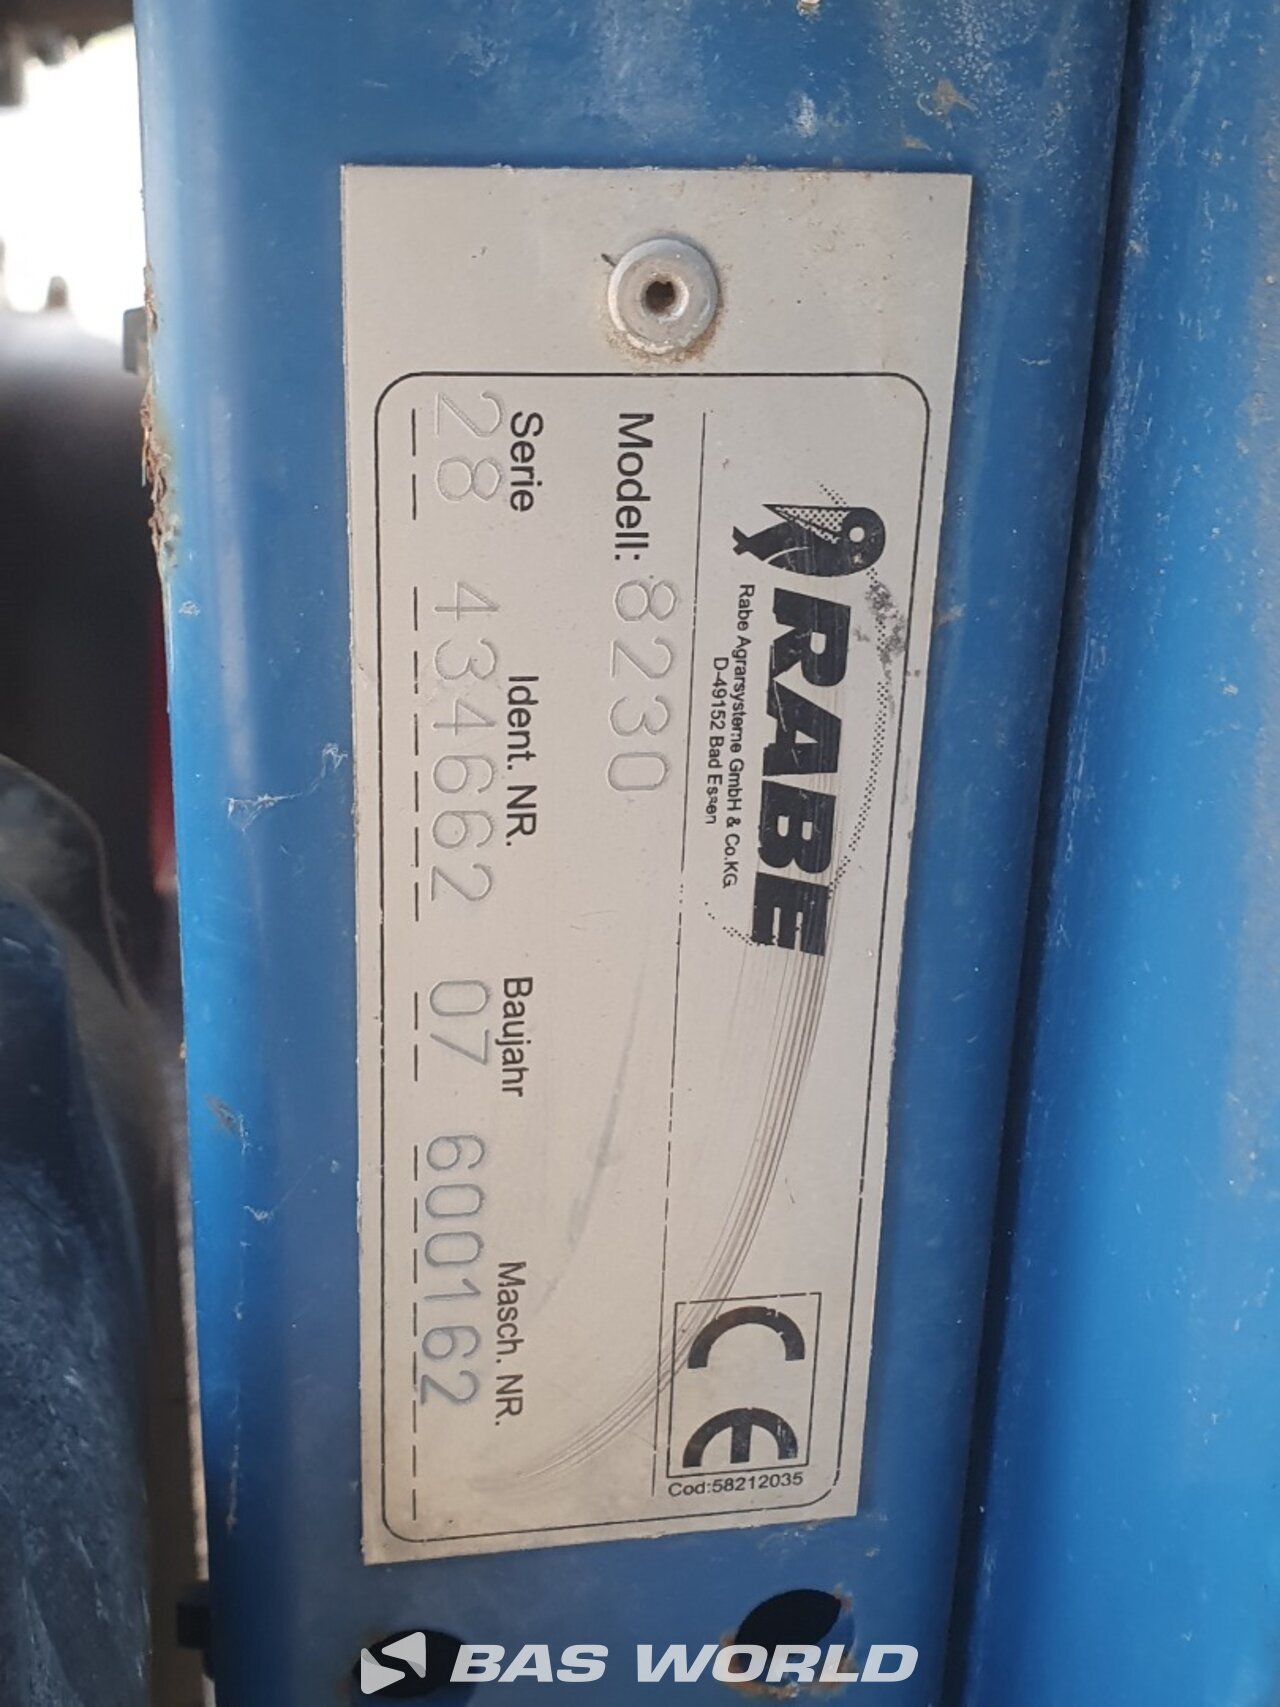 RABE
Rabe Agrarsysteme GmbH & Co.KG
D-49152 Bad Essen
Cod:58212035
Modell: 8230
Serie Ident. NR. Baujahr Masch. NR.
28 434662 07 600162
BAS WORLD